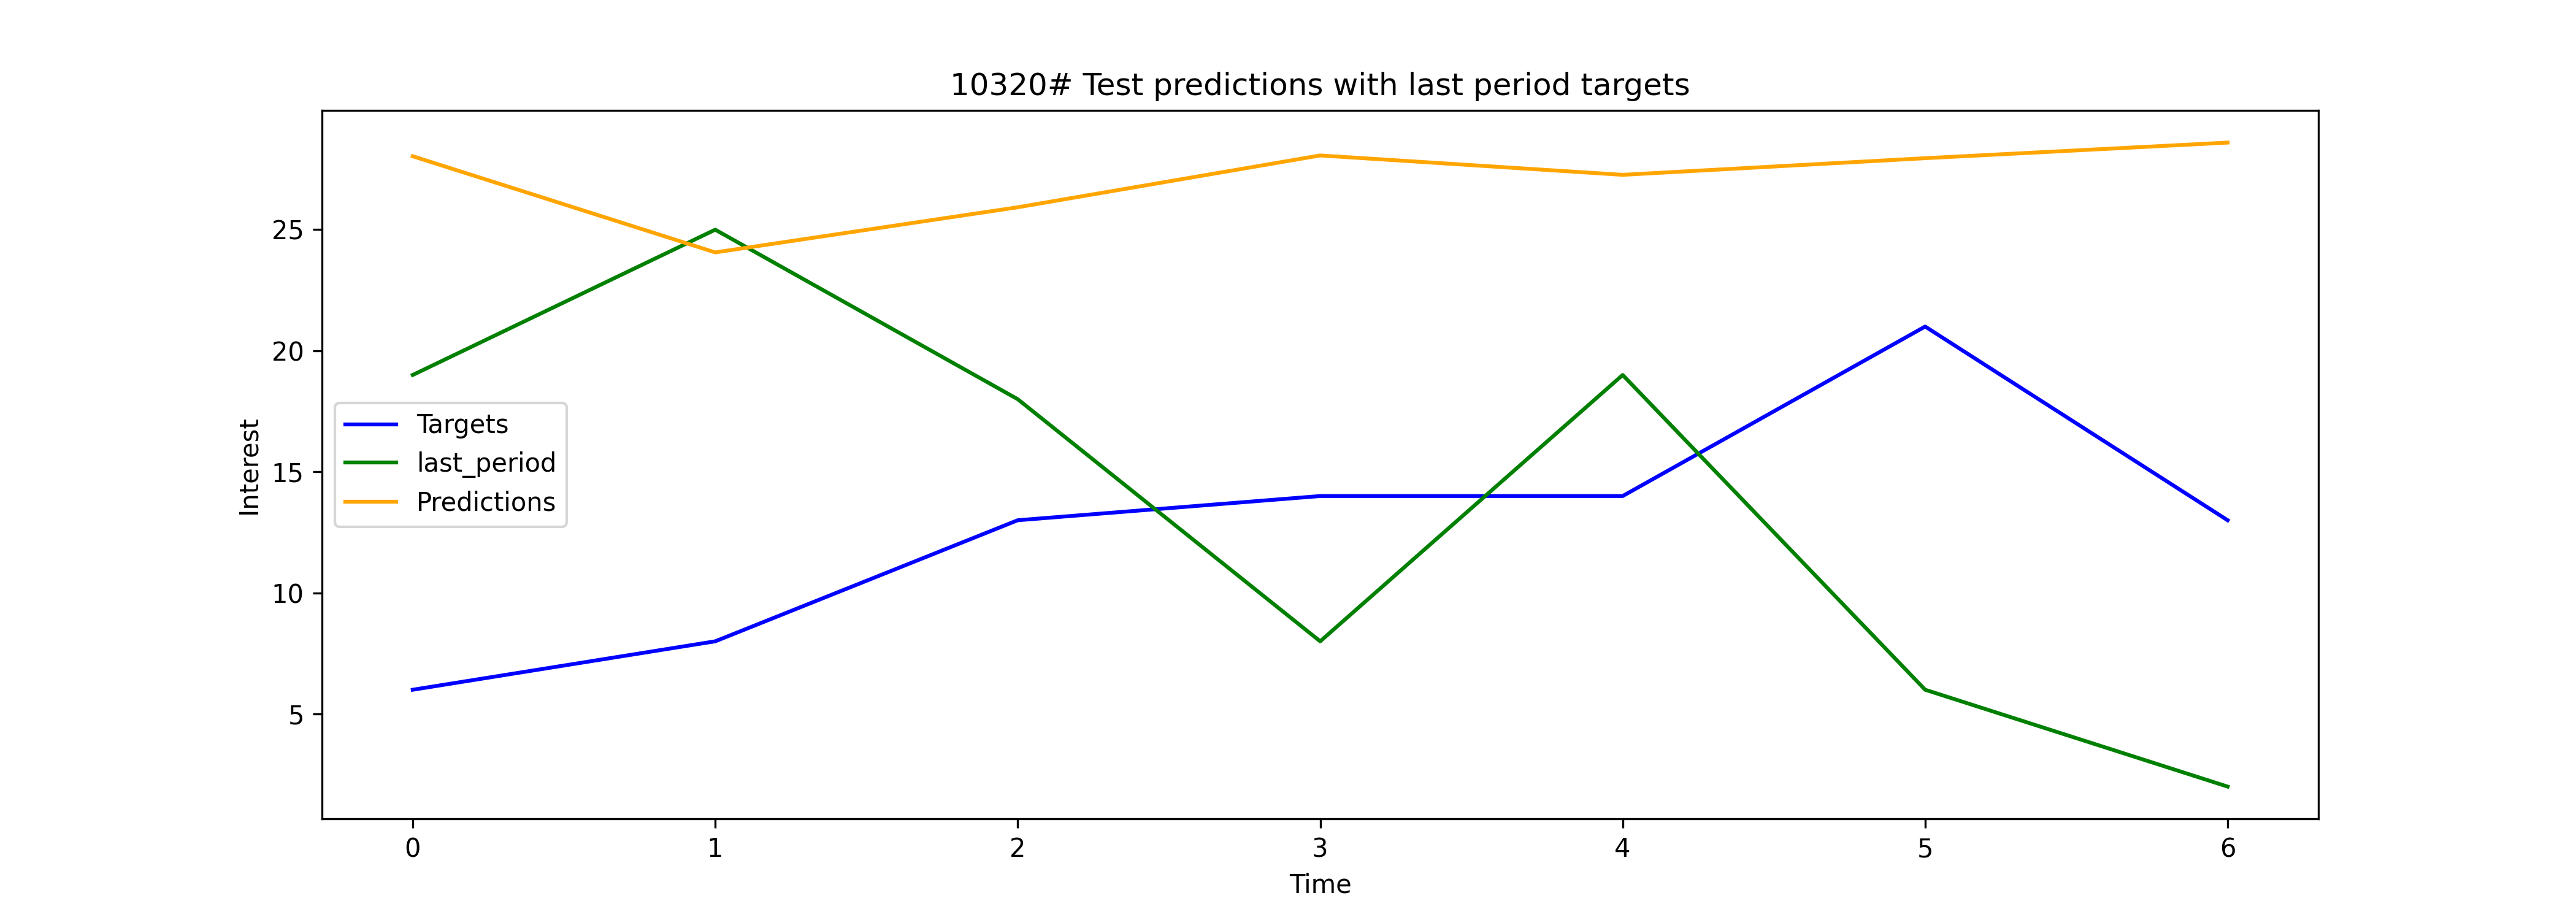 10320# Test predictions with last period targets
Interest
25
20
15
10
5
Targets
last_period
Predictions
0 1 2 3 4 5 6
Time